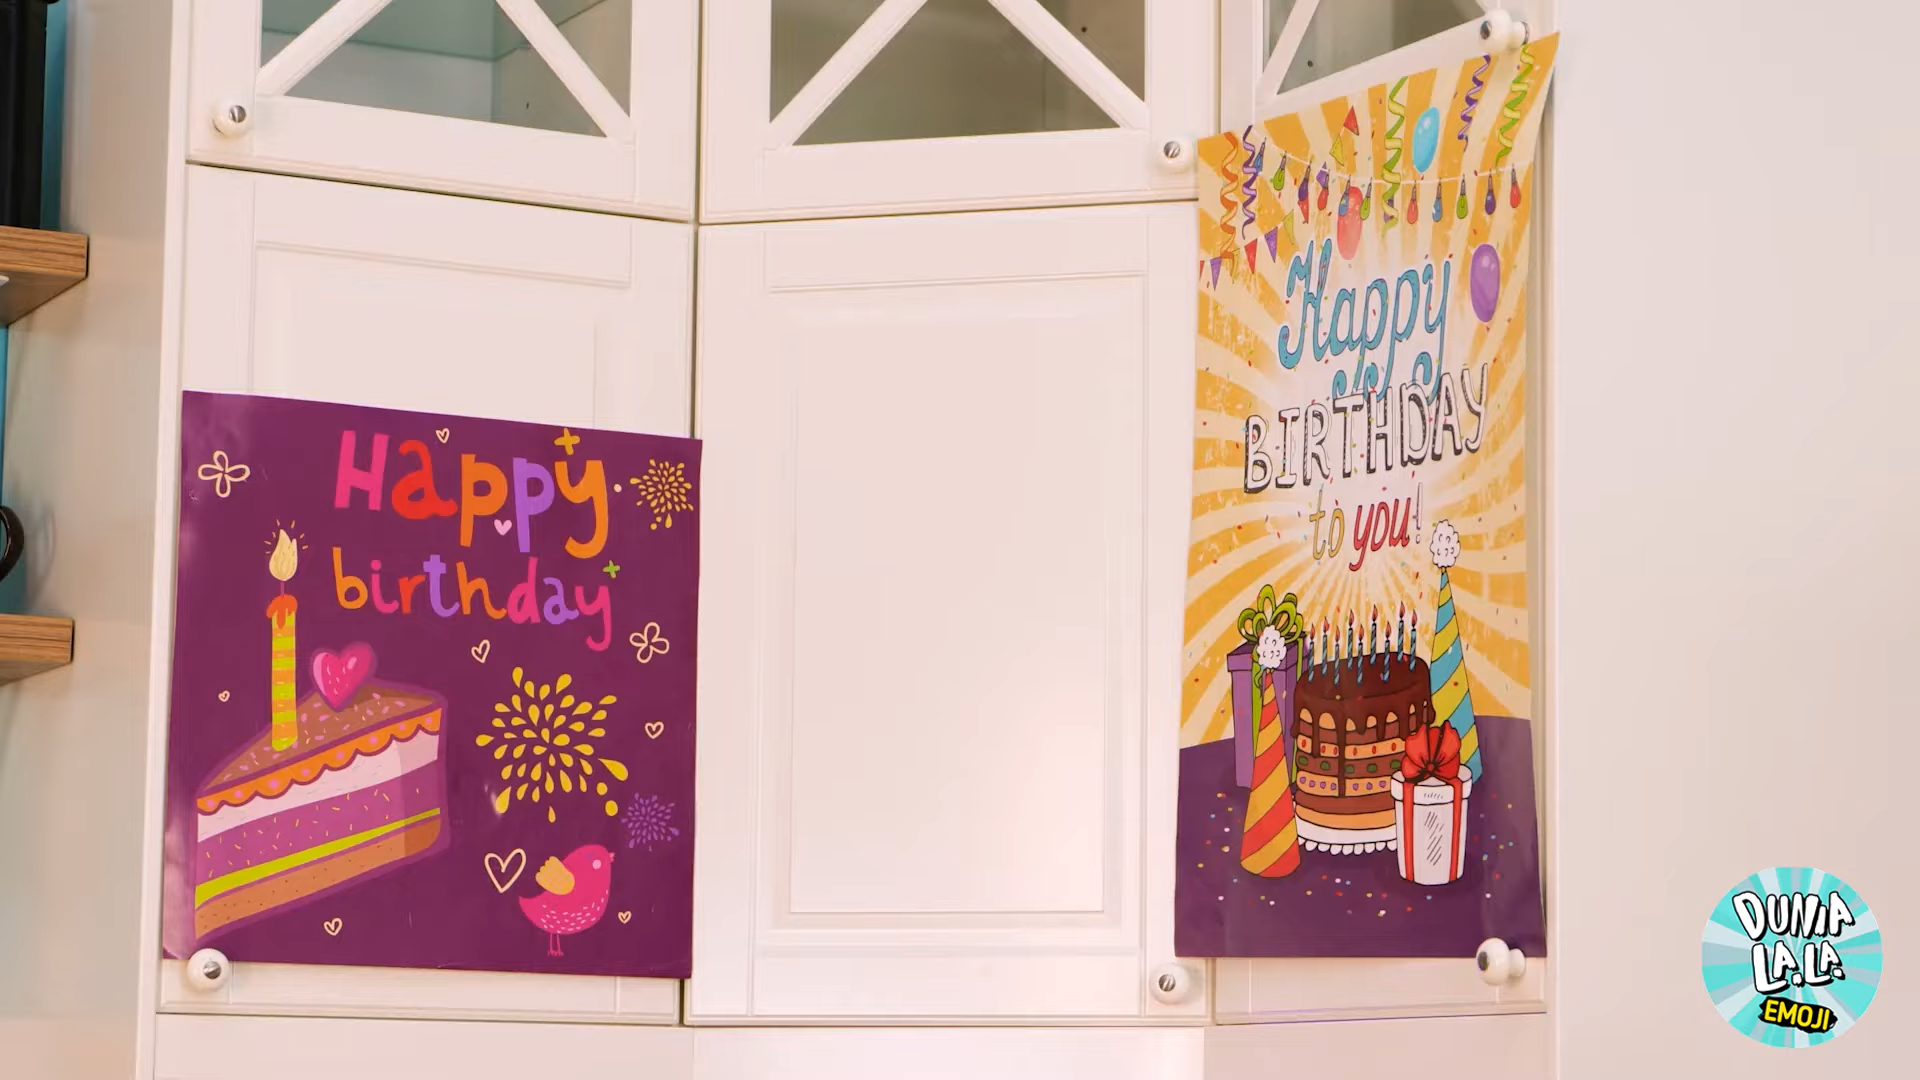 Happy
birthday
Happy
BIRTHDAY
to you!
DUNIA
LA.LA.
EMOJI